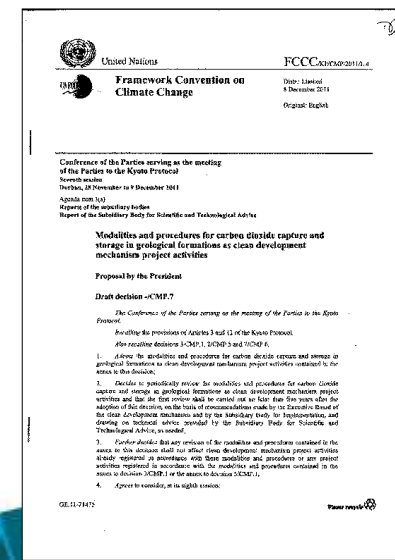 United Nations
FCCC/KP/CMP/2011/L.4
Framework Convention on
Climate Change
Distr.: Limited
8 December 2011
Original: English
Conference of the Parties serving as the meeting
of the Parties to the Kyoto Protocol
Seventh session
Durban, 28 November to 9 December 2011
Agenda item 3(a)
Reports of the subsidiary bodies
Report of the Subsidiary Body for Scientific and Technological Advice
Modalities and procedures for carbon dioxide capture and
storage in geological formations as clean development
mechanism project activities
Proposal by the President
Draft decision -/CMP.7
The Conference of the Parties serving as the meeting of the Parties to the Kyoto
Protocol,
Recalling the provisions of Articles 3 and 12 of the Kyoto Protocol,
Also recalling decisions 3/CMP.1, 2/CMP.5 and 7/CMP.6,
1. Adopts the modalities and procedures for carbon dioxide capture and storage in
geological formations as clean development mechanism project activities contained in the
annex to this decision;
2. Decides to periodically review the modalities and procedures for carbon dioxide
capture and storage in geological formations as clean development mechanism project
activities and that the first review shall be carried out no later than five years after the
adoption of this decision, on the basis of recommendations made by the Executive Board of
the clean development mechanism and by the Subsidiary Body for Implementation, and
drawing on technical advice provided by the Subsidiary Body for Scientific and
Technological Advice, as needed;
3. Further decides that any revision of the modalities and procedures contained in the
annex to this decision shall not affect clean development mechanism project activities
already registered in accordance with these modalities and procedures or any project
activities registered in accordance with the modalities and procedures contained in the
annex to decision 3/CMP.1 or the annex to decision 5/CMP.1;
4. Agrees to consider, at its eighth session:
GE.11-71475
Please recycle